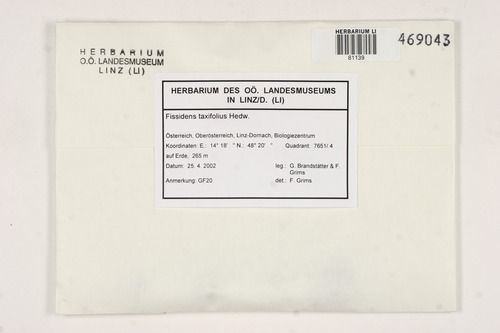 HERBARIUM
O.Ö. LANDESMUSEUM
LINZ (LI)
HERBARIUM LI
81139
469043
HERBARIUM DES OÖ. LANDESMUSEUMS
IN LINZ/D. (LI)
Fissidens taxifolius Hedw.
Österreich, Oberösterreich, Linz-Dornach, Biologiezentrum
Koordinaten: E.: 14° 18' " N.: 48° 20' " Quadrant: 7651/ 4
auf Erde, 265 m
Datum: 25. 4. 2002 leg.: G. Brandstätter & F.
Grims
Anmerkung: GF20 det.: F. Grims